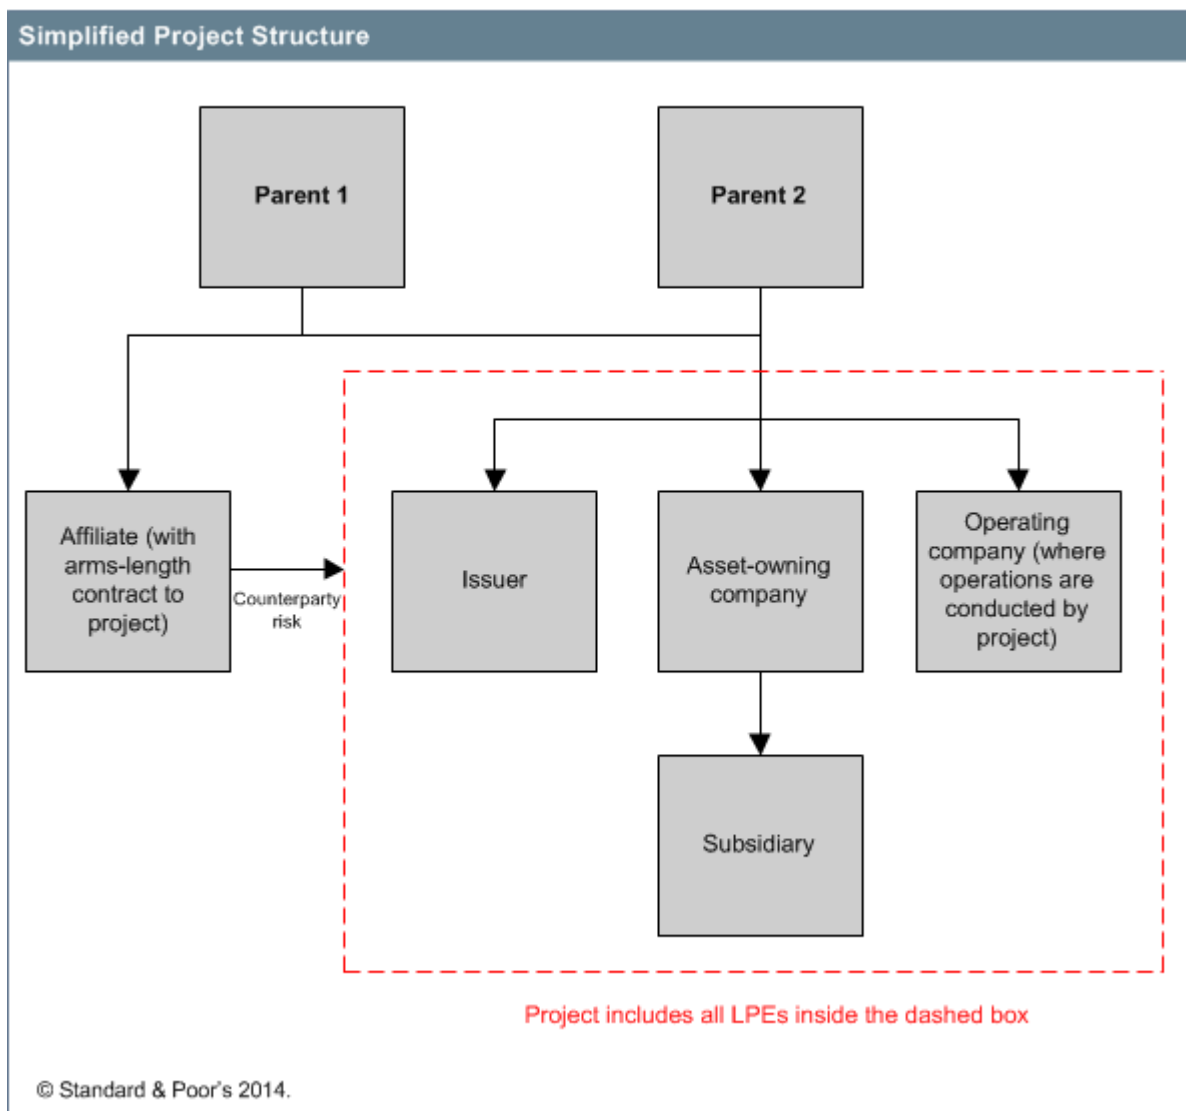 Simplified Project Structure
Parent 1
Parent 2
Affiliate (with
arms-length
contract to
project)
Counterparty
risk
Issuer
Asset-owning
company
Operating
company (where
operations are
conducted by
project)
Subsidiary
Project includes all LPEs inside the dashed box
© Standard & Poor's 2014.